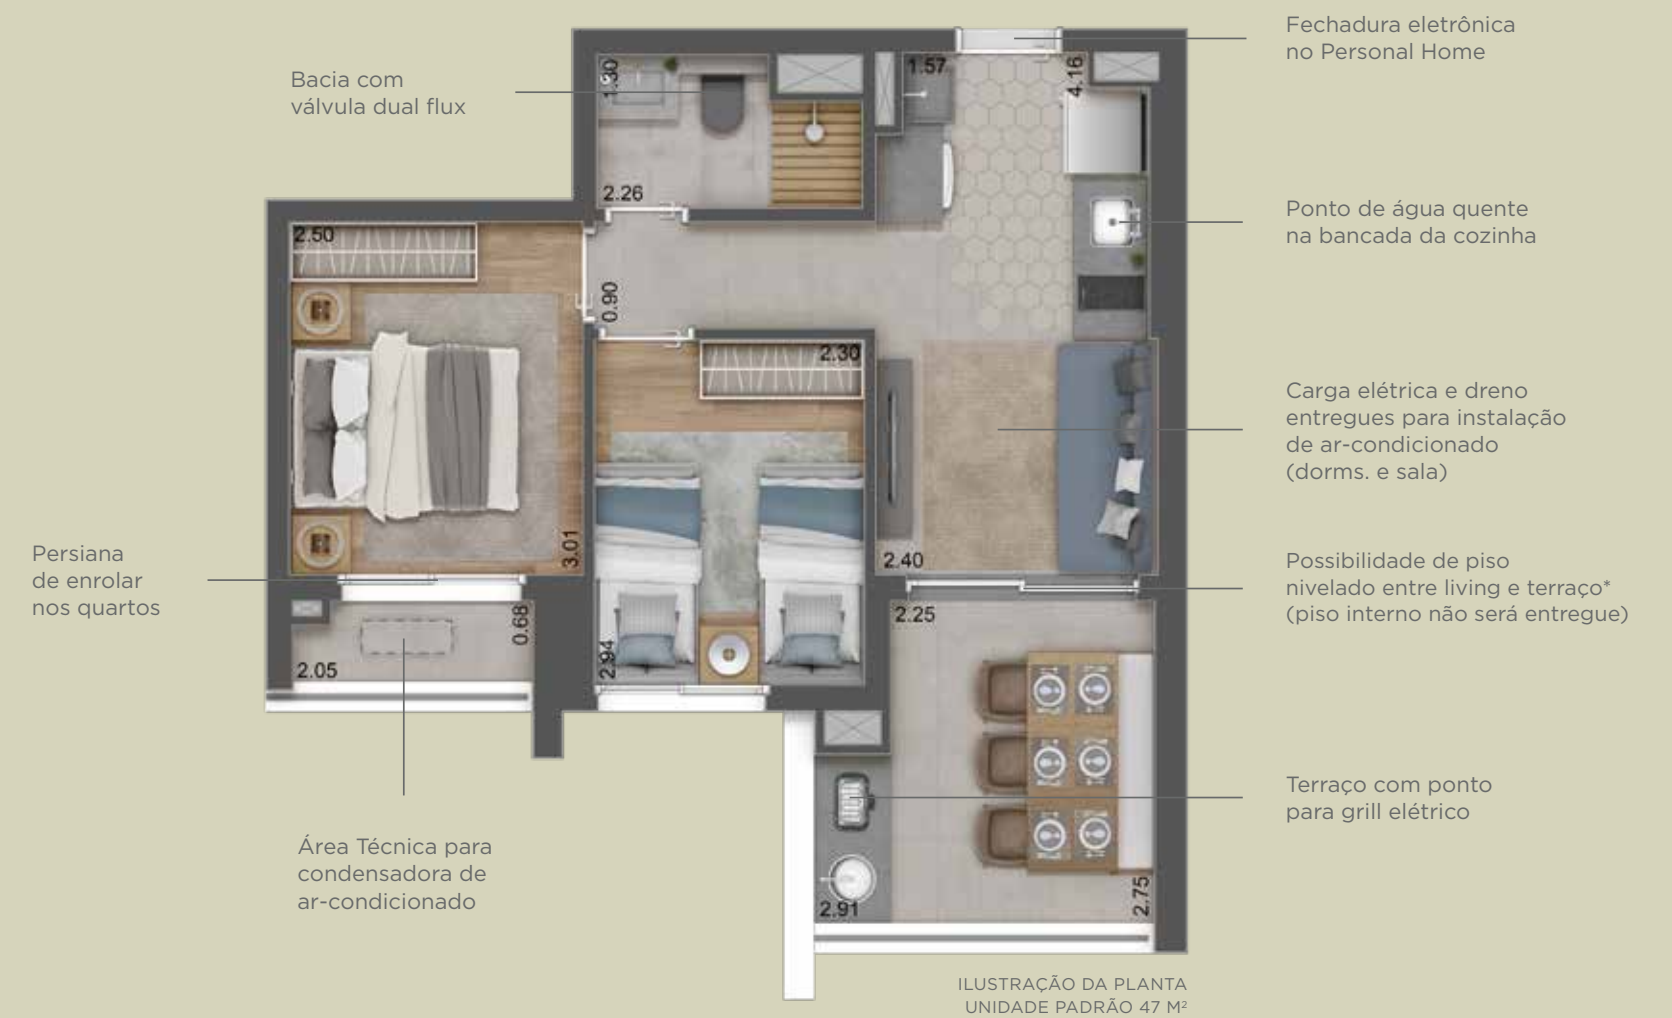 Fechadura eletrônica
no Personal Home
Bacia com
válvula dual flux
1.30
1.57
4.16
2.26
Ponto de água quente
na bancada da cozinha
2.50
0.90
2.30
Carga elétrica e dreno
entregues para instalação
de ar-condicionado
(dorms. e sala)
3.01
2.40
Persiana
de enrolar
nos quartos
Possibilidade de piso
nivelado entre living e terraço*
(piso interno não será entregue)
2.25
0.68
2.05
2.94
Terraço com ponto
para grill elétrico
Área Técnica para
condensadora de
ar-condicionado
2.91
2.75
ILUSTRAÇÃO DA PLANTA
UNIDADE PADRÃO 47 M²